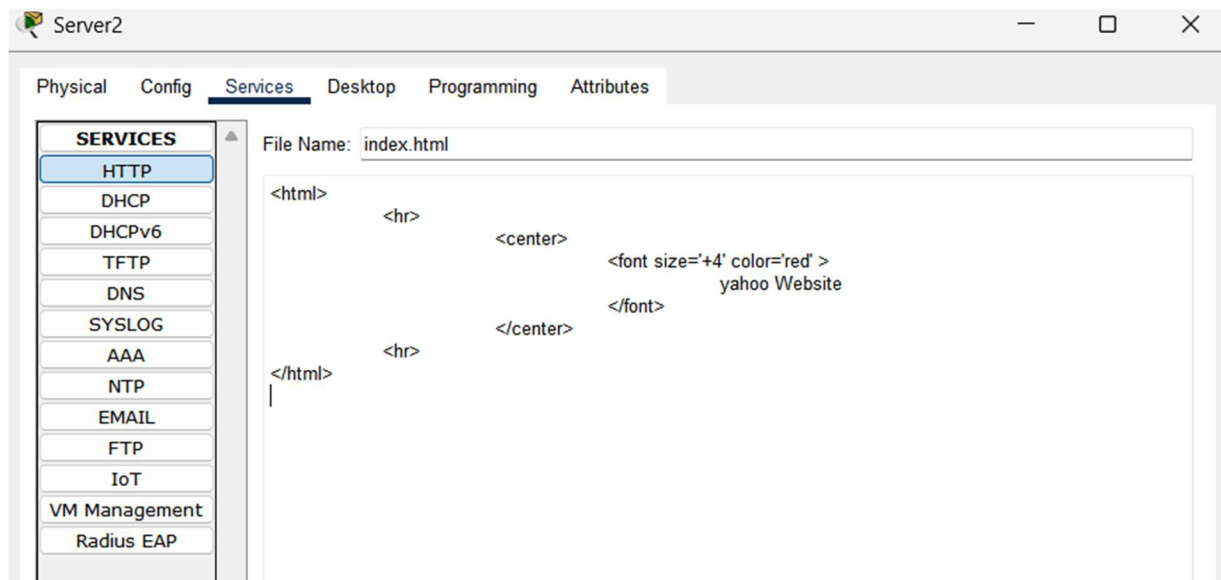 Server2
Physical Config Services Desktop Programming Attributes
SERVICES
HTTP
DHCP
DHCPv6
TFTP
DNS
SYSLOG
AAA
NTP
EMAIL
FTP
IoT
VM Management
Radius EAP
File Name: index.html
<html>
<hr>
<center>
<font size='+4' color='red' >
yahoo Website
</font>
</center>
<hr>
</html>